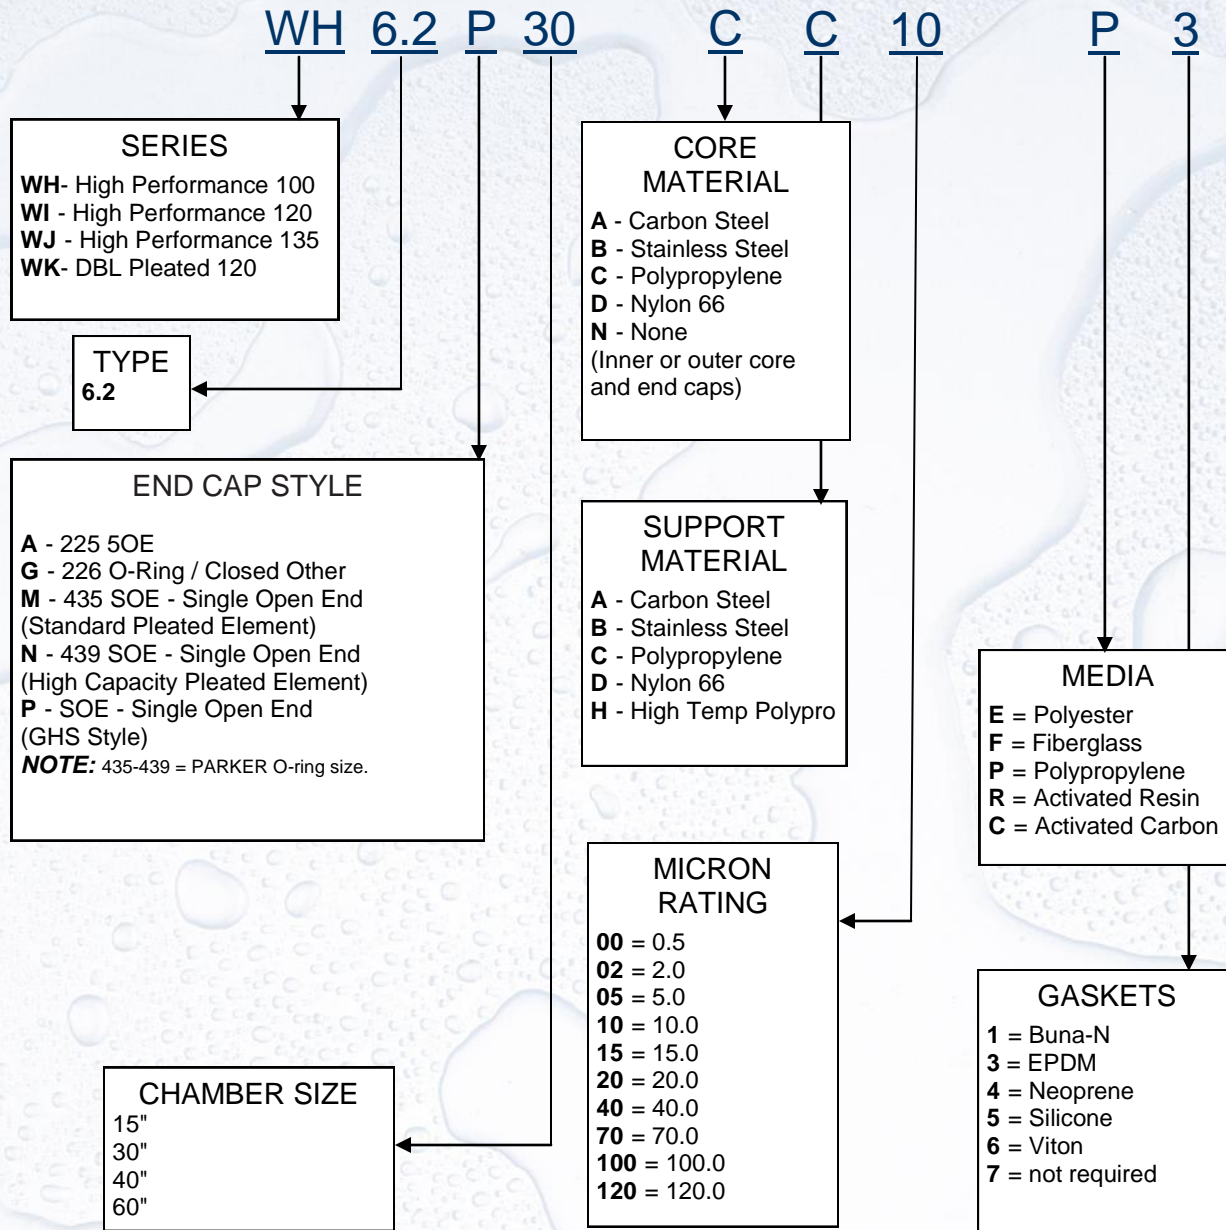 WH 6.2 P 30 C C 10 P 3
SERIES
WH- High Performance 100
WI - High Performance 120
WJ - High Performance 135
WK- DBL Pleated 120
TYPE
6.2
END CAP STYLE
A - 225 5OE
G - 226 O-Ring / Closed Other
M - 435 SOE - Single Open End
(Standard Pleated Element)
N - 439 SOE - Single Open End
(High Capacity Pleated Element)
P - SOE - Single Open End
(GHS Style)
NOTE: 435-439 = PARKER O-ring size.
CHAMBER SIZE
15"
30"
40"
60"
CORE
MATERIAL
A - Carbon Steel
B - Stainless Steel
C - Polypropylene
D - Nylon 66
N - None
(Inner or outer core
and end caps)
SUPPORT
MATERIAL
A - Carbon Steel
B - Stainless Steel
C - Polypropylene
D - Nylon 66
H - High Temp Polypro
MICRON
RATING
00 = 0.5
02 = 2.0
05 = 5.0
10 = 10.0
15 = 15.0
20 = 20.0
40 = 40.0
70 = 70.0
100 = 100.0
120 = 120.0
MEDIA
E = Polyester
F = Fiberglass
P = Polypropylene
R = Activated Resin
C = Activated Carbon
GASKETS
1 = Buna-N
3 = EPDM
4 = Neoprene
5 = Silicone
6 = Viton
7 = not required